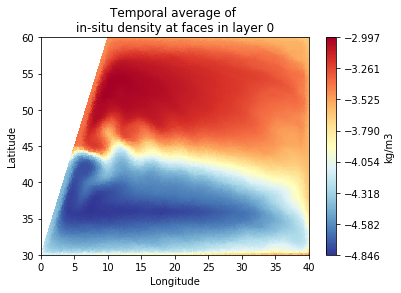 Temporal average of
in-situ density at faces in layer 0
60
55
50
45
40
35
30
Latitude
0 5 10 15 20 25 30 35 40
Longitude
−2.997
−3.261
−3.525
−3.790
−4.054
−4.318
−4.582
−4.846
kg/m3